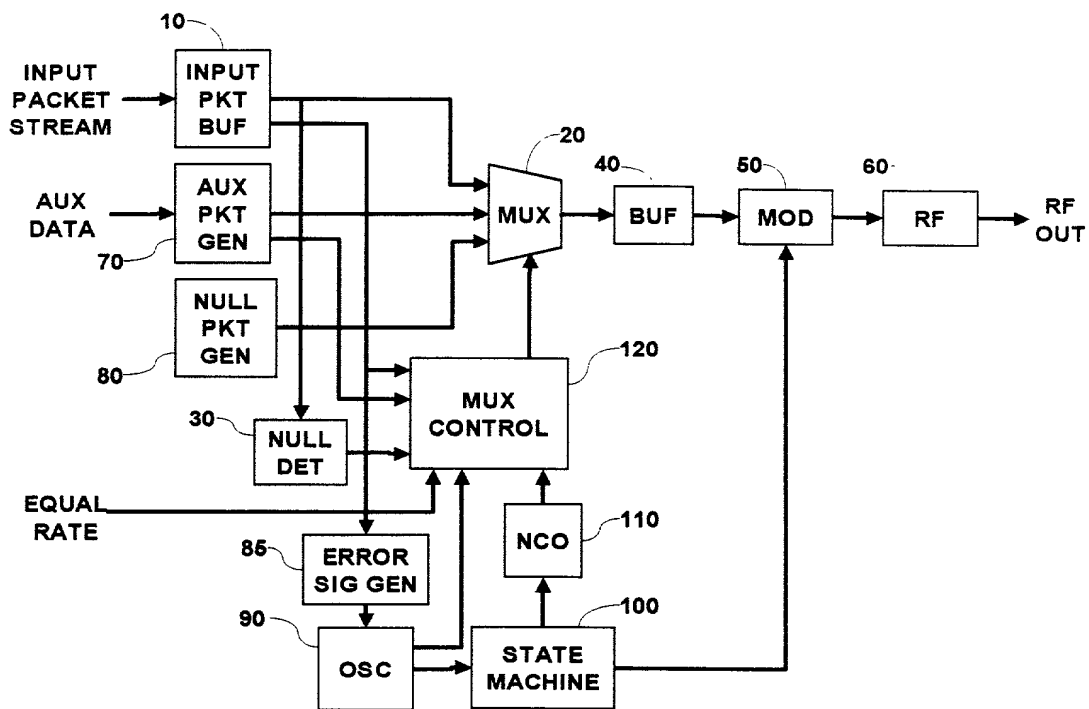 10
INPUT
PACKET
STREAM
INPUT
PKT
BUF
20
40
50
60
AUX
DATA
AUX
PKT
GEN
MUX
BUF
MOD
RF
RF
OUT
70
NULL
PKT
GEN
80
120
MUX
CONTROL
30
NULL
DET
EQUAL
RATE
110
NCO
85
ERROR
SIG GEN
90
100
OSC
STATE
MACHINE